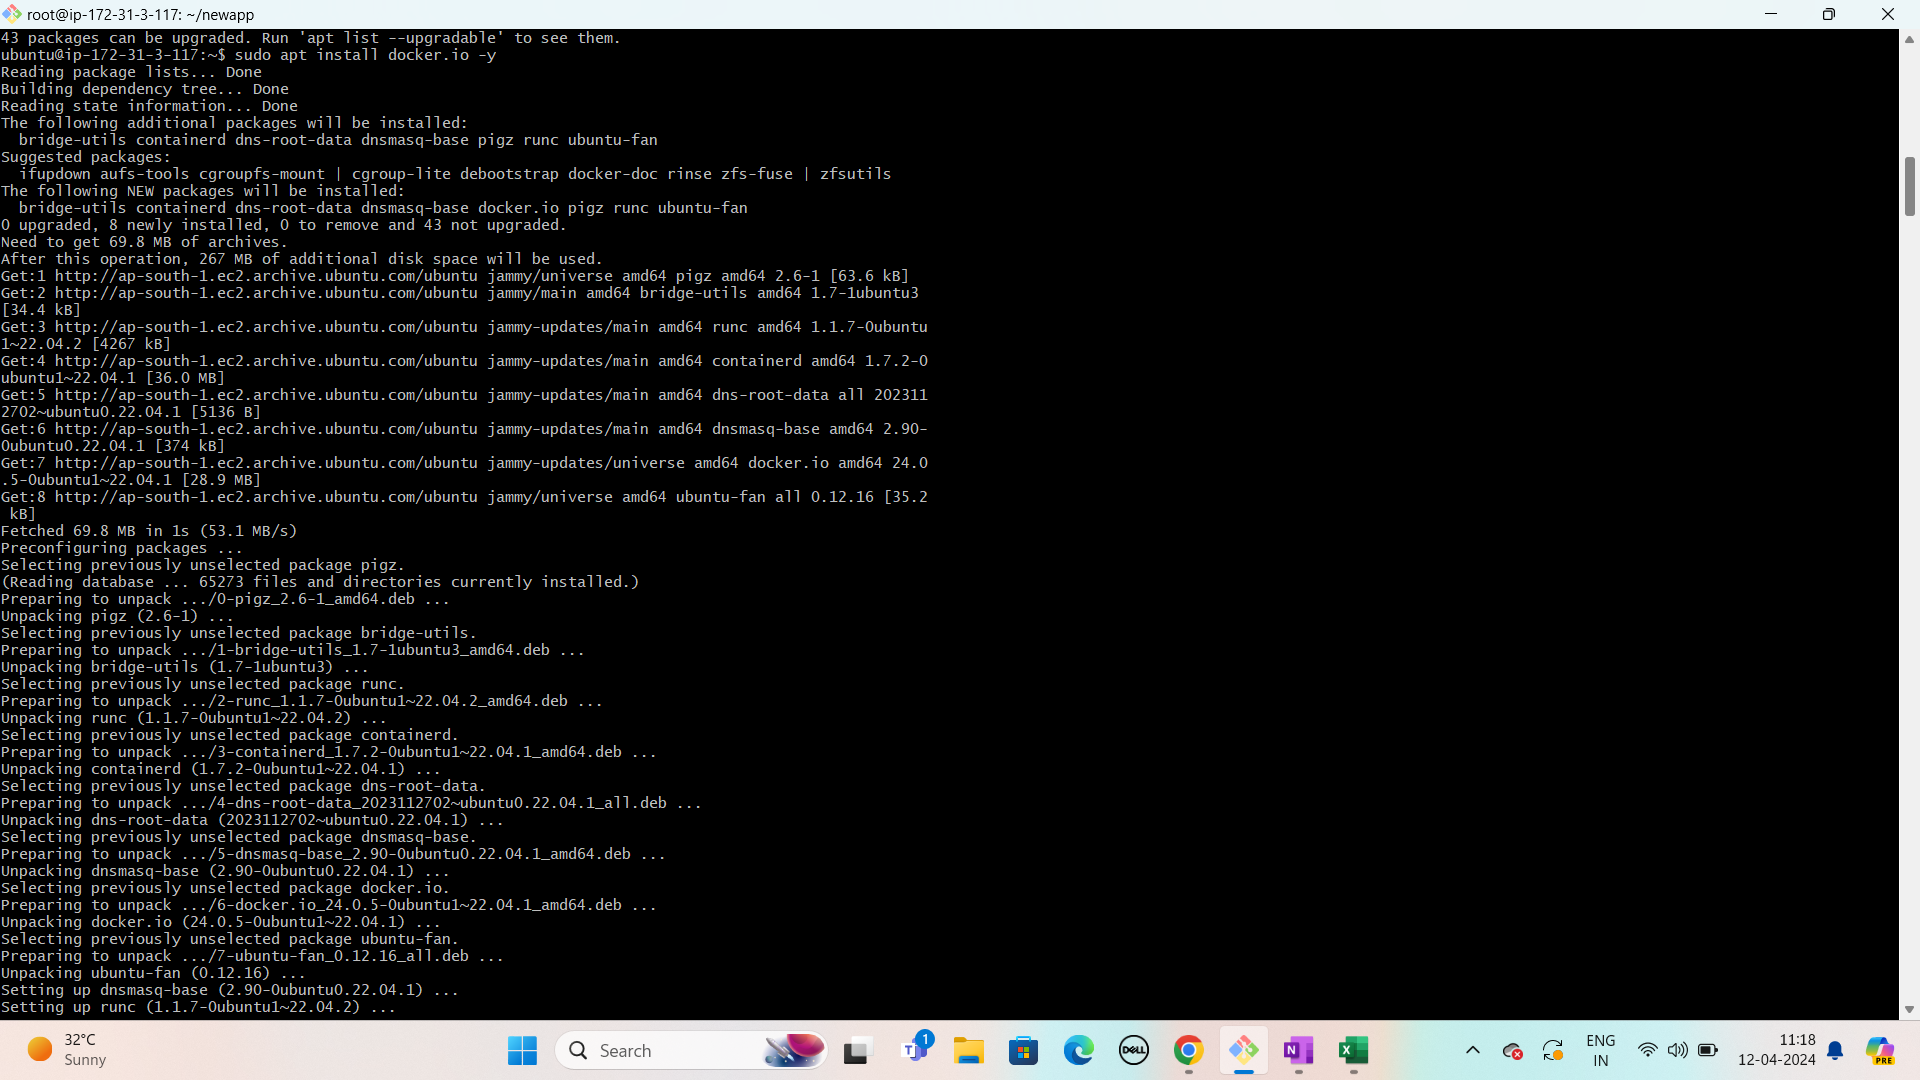 root@ip-172-31-3-117: ~/newapp
43 packages can be upgraded. Run 'apt list --upgradable' to see them.
ubuntu@ip-172-31-3-117:~$ sudo apt install docker.io -y
Reading package lists... Done
Building dependency tree... Done
Reading state information... Done
The following additional packages will be installed:
  bridge-utils containerd dns-root-data dnsmasq-base pigz runc ubuntu-fan
Suggested packages:
  ifupdown aufs-tools cgroupfs-mount | cgroup-lite debootstrap docker-doc rinse zfs-fuse | zfsutils
The following NEW packages will be installed:
  bridge-utils containerd dns-root-data dnsmasq-base docker.io pigz runc ubuntu-fan
0 upgraded, 8 newly installed, 0 to remove and 43 not upgraded.
Need to get 69.8 MB of archives.
After this operation, 267 MB of additional disk space will be used.
Get:1 http://ap-south-1.ec2.archive.ubuntu.com/ubuntu jammy/universe amd64 pigz amd64 2.6-1 [63.6 kB]
Get:2 http://ap-south-1.ec2.archive.ubuntu.com/ubuntu jammy/main amd64 bridge-utils amd64 1.7-1ubuntu3
[34.4 kB]
Get:3 http://ap-south-1.ec2.archive.ubuntu.com/ubuntu jammy-updates/main amd64 runc amd64 1.1.7-0ubuntu
1~22.04.2 [4267 kB]
Get:4 http://ap-south-1.ec2.archive.ubuntu.com/ubuntu jammy-updates/main amd64 containerd amd64 1.7.2-0
ubuntu1~22.04.1 [36.0 MB]
Get:5 http://ap-south-1.ec2.archive.ubuntu.com/ubuntu jammy-updates/main amd64 dns-root-data all 202311
2702~ubuntu0.22.04.1 [5136 B]
Get:6 http://ap-south-1.ec2.archive.ubuntu.com/ubuntu jammy-updates/main amd64 dnsmasq-base amd64 2.90-
0ubuntu0.22.04.1 [374 kB]
Get:7 http://ap-south-1.ec2.archive.ubuntu.com/ubuntu jammy-updates/universe amd64 docker.io amd64 24.0
.5-0ubuntu1~22.04.1 [28.9 MB]
Get:8 http://ap-south-1.ec2.archive.ubuntu.com/ubuntu jammy/universe amd64 ubuntu-fan all 0.12.16 [35.2
 kB]
Fetched 69.8 MB in 1s (53.1 MB/s)
Preconfiguring packages ...
Selecting previously unselected package pigz.
(Reading database ... 65273 files and directories currently installed.)
Preparing to unpack .../0-pigz_2.6-1_amd64.deb ...
Unpacking pigz (2.6-1) ...
Selecting previously unselected package bridge-utils.
Preparing to unpack .../1-bridge-utils_1.7-1ubuntu3_amd64.deb ...
Unpacking bridge-utils (1.7-1ubuntu3) ...
Selecting previously unselected package runc.
Preparing to unpack .../2-runc_1.1.7-0ubuntu1~22.04.2_amd64.deb ...
Unpacking runc (1.1.7-0ubuntu1~22.04.2) ...
Selecting previously unselected package containerd.
Preparing to unpack .../3-containerd_1.7.2-0ubuntu1~22.04.1_amd64.deb ...
Unpacking containerd (1.7.2-0ubuntu1~22.04.1) ...
Selecting previously unselected package dns-root-data.
Preparing to unpack .../4-dns-root-data_2023112702~ubuntu0.22.04.1_all.deb ...
Unpacking dns-root-data (2023112702~ubuntu0.22.04.1) ...
Selecting previously unselected package dnsmasq-base.
Preparing to unpack .../5-dnsmasq-base_2.90-0ubuntu0.22.04.1_amd64.deb ...
Unpacking dnsmasq-base (2.90-0ubuntu0.22.04.1) ...
Selecting previously unselected package docker.io.
Preparing to unpack .../6-docker.io_24.0.5-0ubuntu1~22.04.1_amd64.deb ...
Unpacking docker.io (24.0.5-0ubuntu1~22.04.1) ...
Selecting previously unselected package ubuntu-fan.
Preparing to unpack .../7-ubuntu-fan_0.12.16_all.deb ...
Unpacking ubuntu-fan (0.12.16) ...
Setting up dnsmasq-base (2.90-0ubuntu0.22.04.1) ...
Setting up runc (1.1.7-0ubuntu1~22.04.2) ...
32°C
Sunny
Search
1
DELL
ENG
IN
11:18
12-04-2024
PRE